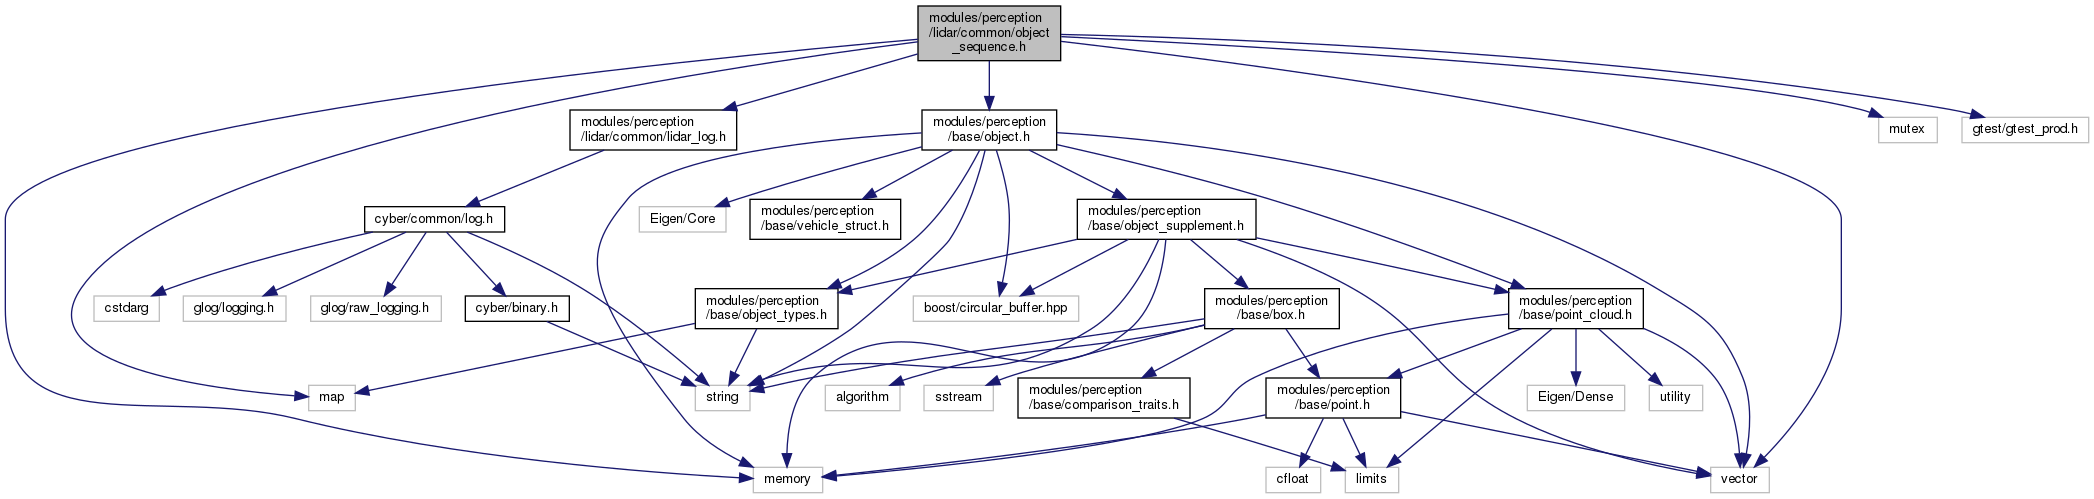 modules/perception
/lidar/common/object
_sequence.h
modules/perception
/lidar/common/lidar_log.h
modules/perception
/base/object.h
mutex
gtest/gtest_prod.h
cyber/common/log.h
Eigen/Core
modules/perception
/base/vehicle_struct.h
modules/perception
/base/object_supplement.h
cstdarg
glog/logging.h
glog/raw_logging.h
cyber/binary.h
modules/perception
/base/object_types.h
boost/circular_buffer.hpp
modules/perception
/base/box.h
modules/perception
/base/point_cloud.h
map
string
algorithm
sstream
modules/perception
/base/comparison_traits.h
modules/perception
/base/point.h
Eigen/Dense
utility
memory
cfloat
limits
vector